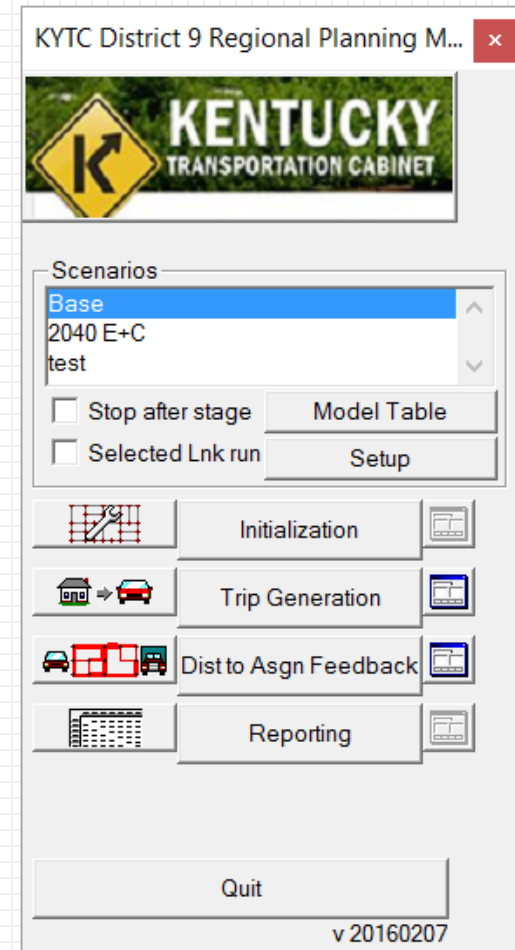 KYTC District 9 Regional Planning M...
KENTUCKY
TRANSPORTATION CABINET
Scenarios
Base
2040 E+C
test
Stop after stage
Model Table
Selected Lnk run
Setup
Initialization
Trip Generation
Dist to Asgn Feedback
Reporting
Quit
v 20160207